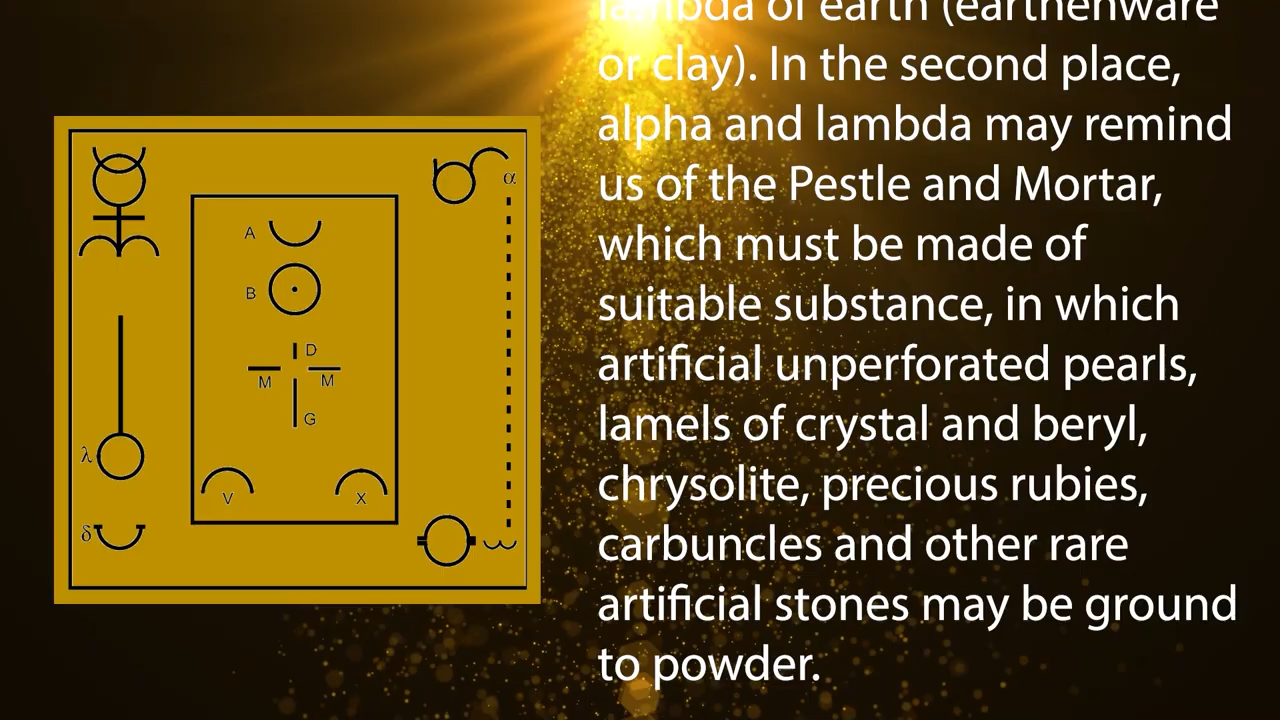 lambda of earth (earthenware
or clay). In the second place,
alpha and lambda may remind
us of the Pestle and Mortar,
which must be made of
suitable substance, in which
artificial unperforated pearls,
lamels of crystal and beryl,
chrysolite, precious rubies,
carbuncles and other rare
artificial stones may be ground
to powder.
α
A
B
D
M M
G
λ
V X
δ